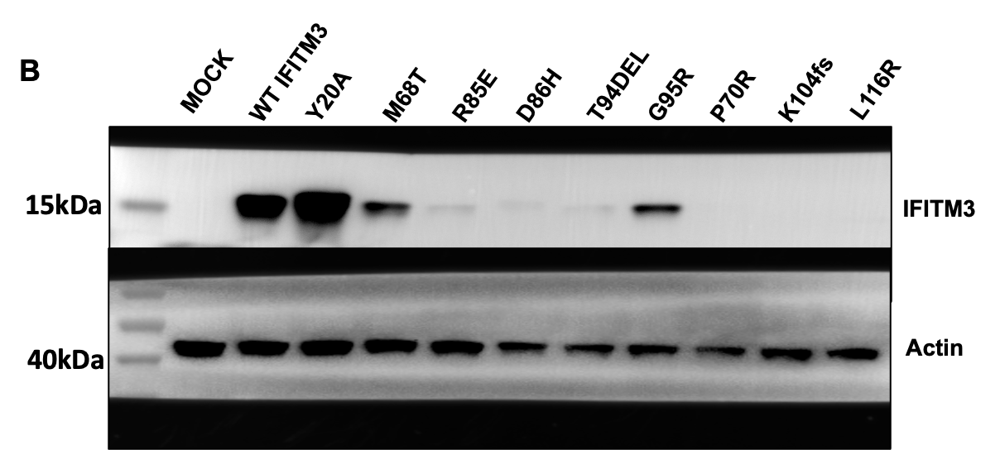 B
MOCK
WT IFITM3
Y20A
M68T
R85E
D86H
T94DEL
G95R
P70R
K104fs
L116R
15kDa
IFITM3
40kDa
Actin